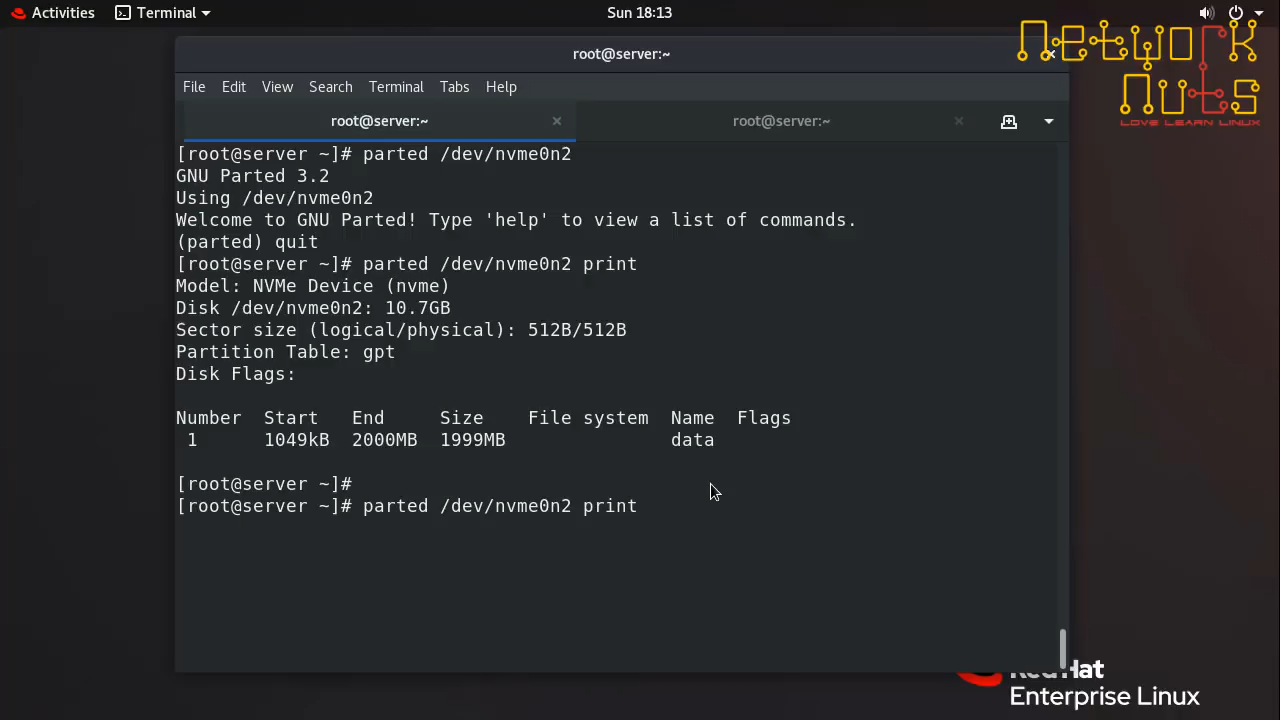 Activities Terminal Sun 18:13
Network
Nuts
LOVE LEARN LINUX
root@server:~
File Edit View Search Terminal Tabs Help
root@server:~ root@server:~
[root@server ~]# parted /dev/nvme0n2
GNU Parted 3.2
Using /dev/nvme0n2
Welcome to GNU Parted! Type 'help' to view a list of commands.
(parted) quit
[root@server ~]# parted /dev/nvme0n2 print
Model: NVMe Device (nvme)
Disk /dev/nvme0n2: 10.7GB
Sector size (logical/physical): 512B/512B
Partition Table: gpt
Disk Flags:
Number Start End Size File system Name Flags
1 1049kB 2000MB 1999MB data
[root@server ~]#
[root@server ~]# parted /dev/nvme0n2 print
Red Hat
Enterprise Linux